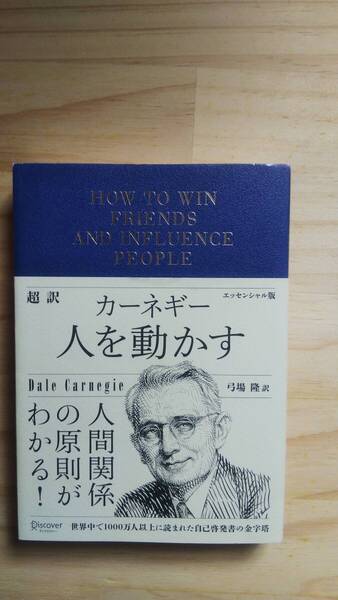 HOW TO WIN
FRIENDS
AND INFLUENCE
PEOPLE
超訳
エッセンシャル版
カーネギー
人を動かす
Dale Carnegie
弓場 隆 訳
人間関係
の原則が
わかる!
Discover
世界中で1000万人以上に読まれた自己啓発書の金字塔